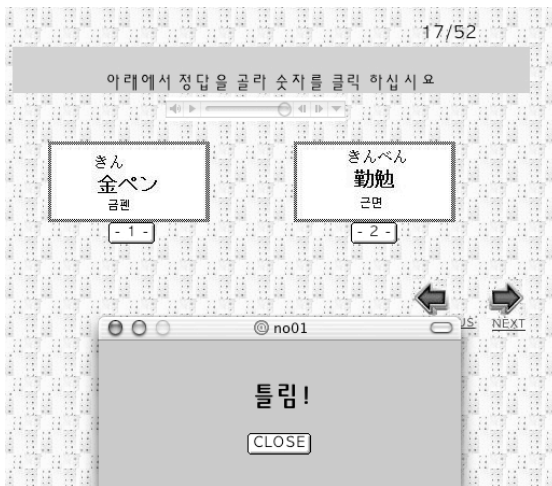 17/52
아래에서 정답을 골라 숫자를 클릭 하십시요
きん
金ペン
금펜
- 1 -
きんべん
勤勉
근면
- 2 -
US
NEXT
@ no01
틀림!
CLOSE